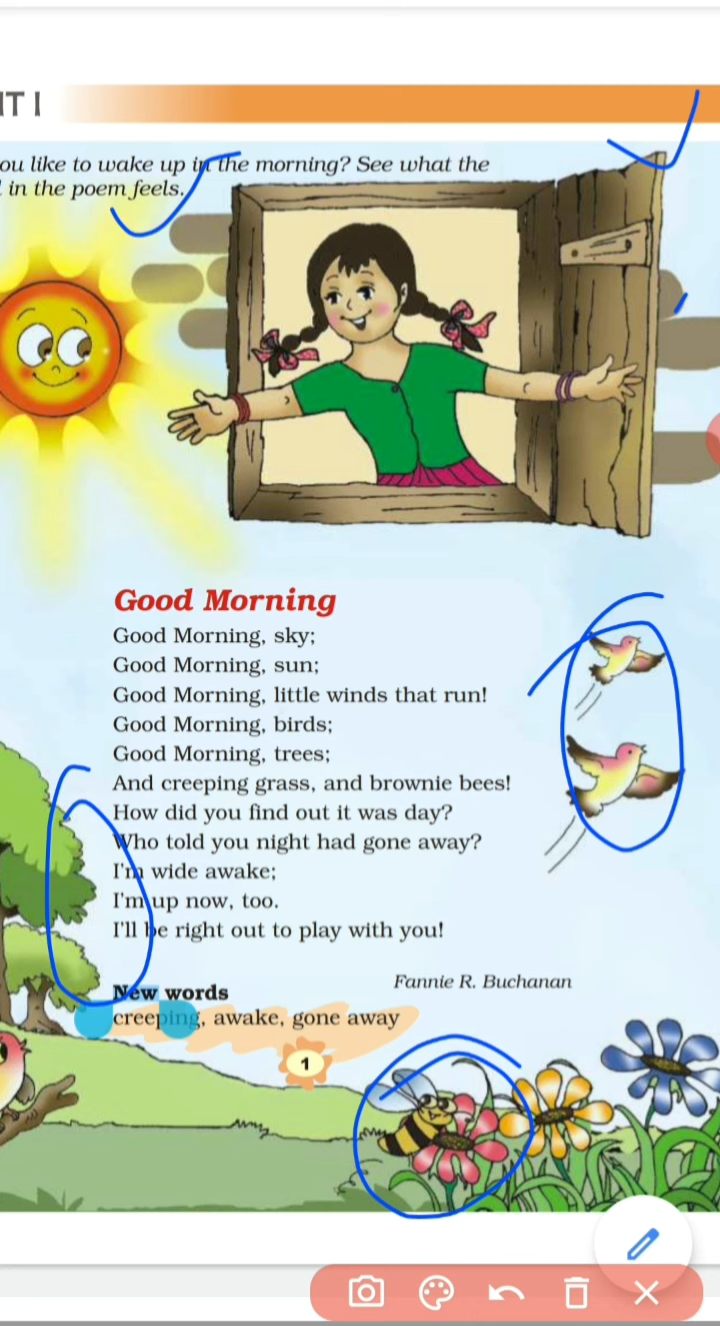 IT I
ou like to wake up in the morning? See what the
in the poem feels.
Good Morning
Good Morning, sky;
Good Morning, sun;
Good Morning, little winds that run!
Good Morning, birds;
Good Morning, trees;
And creeping grass, and brownie bees!
How did you find out it was day?
Who told you night had gone away?
I'm wide awake;
I'm up now, too.
I'll be right out to play with you!
Fannie R. Buchanan
New words
creeping, awake, gone away
1